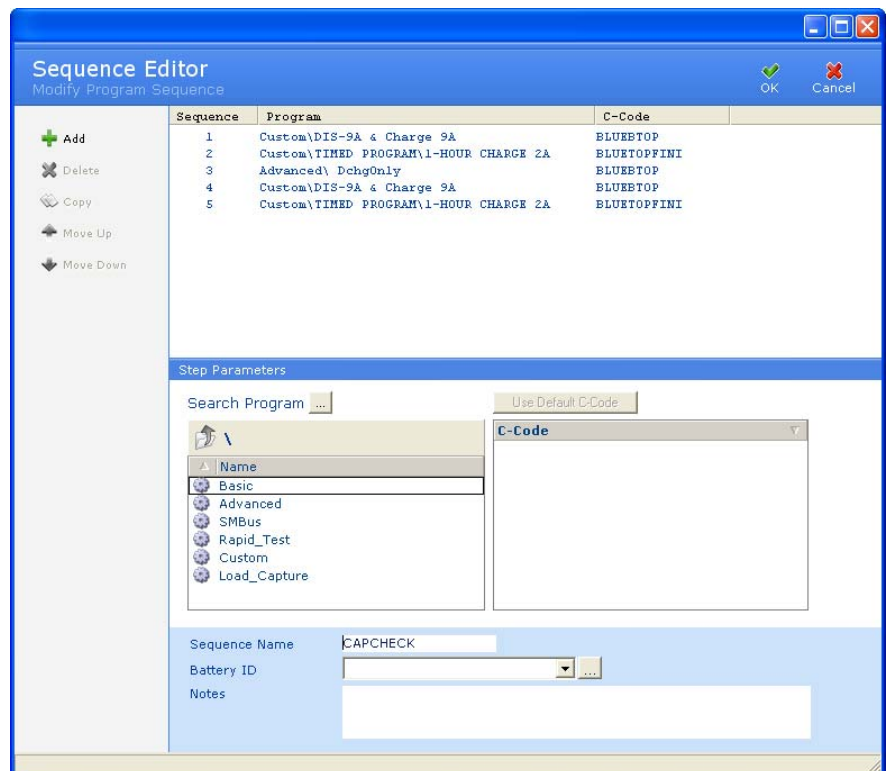 Sequence Editor
Modify Program Sequence
OK
Cancel
Add
Delete
Copy
Move Up
Move Down
Sequence Program C-Code
1 Custom\DIS-9A & Charge 9A BLUEBTOP
2 Custom\TIMED PROGRAM\1-HOUR CHARGE 2A BLUETOPFINI
3 Advanced\ DchgOnly BLUEBTOP
4 Custom\DIS-9A & Charge 9A BLUEBTOP
5 Custom\TIMED PROGRAM\1-HOUR CHARGE 2A BLUETOPFINI
Step Parameters
Search Program ...
Use Default C-Code
\
Name
Basic
Advanced
SMBus
Rapid_Test
Custom
Load_Capture
C-Code
Sequence Name CAPCHECK
Battery ID ...
Notes